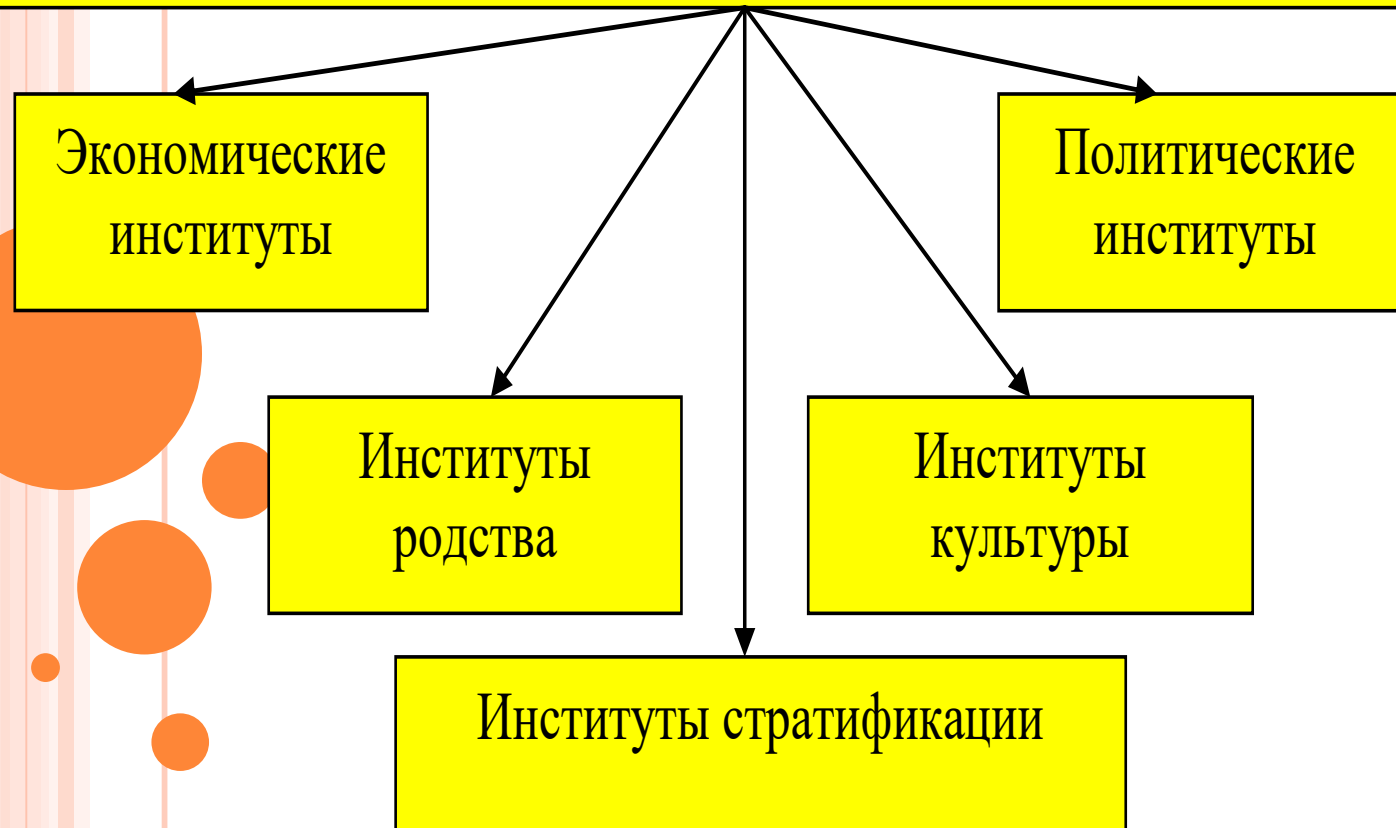 Экономические
институты
Политические
институты
Институты
родства
Институты
культуры
Институты стратификации